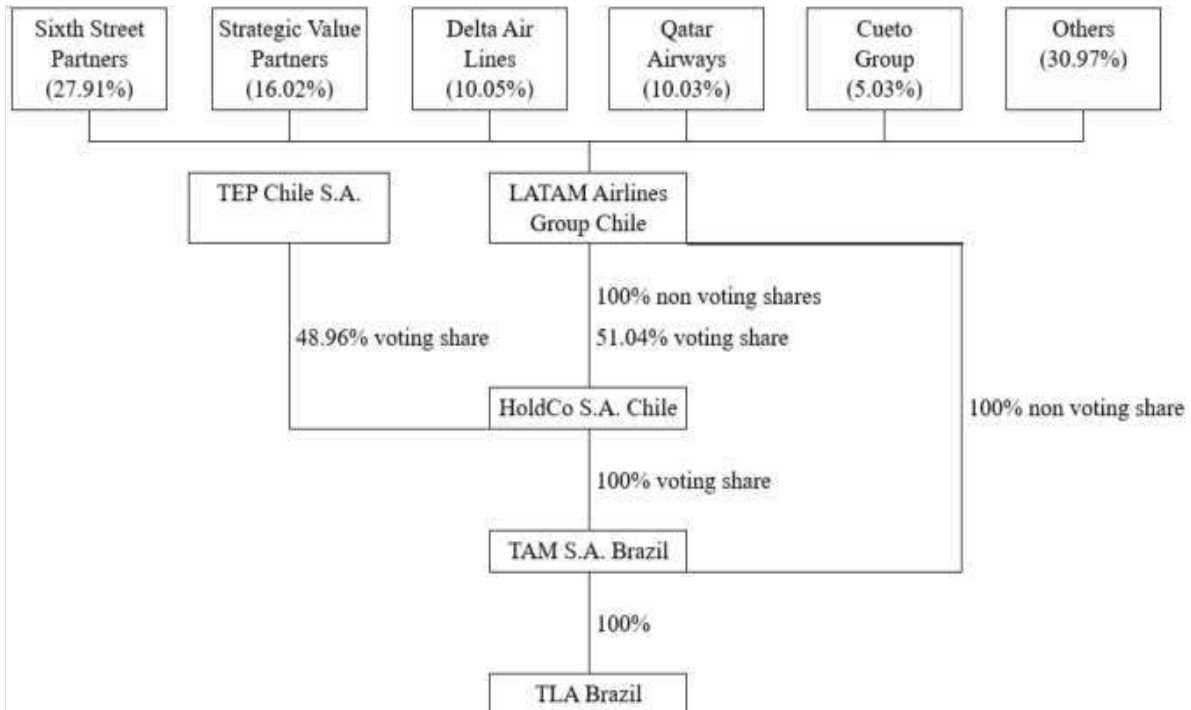 Sixth Street
Partners
(27.91%)
Strategic Value
Partners
(16.02%)
Delta Air
Lines
(10.05%)
Qatar
Airways
(10.03%)
Cueto
Group
(5.03%)
Others
(30.97%)
TEP Chile S.A.
LATAM Airlines
Group Chile
100% non voting shares
48.96% voting share
51.04% voting share
HoldCo S.A. Chile
100% non voting share
100% voting share
TAM S.A. Brazil
100%
TLA Brazil